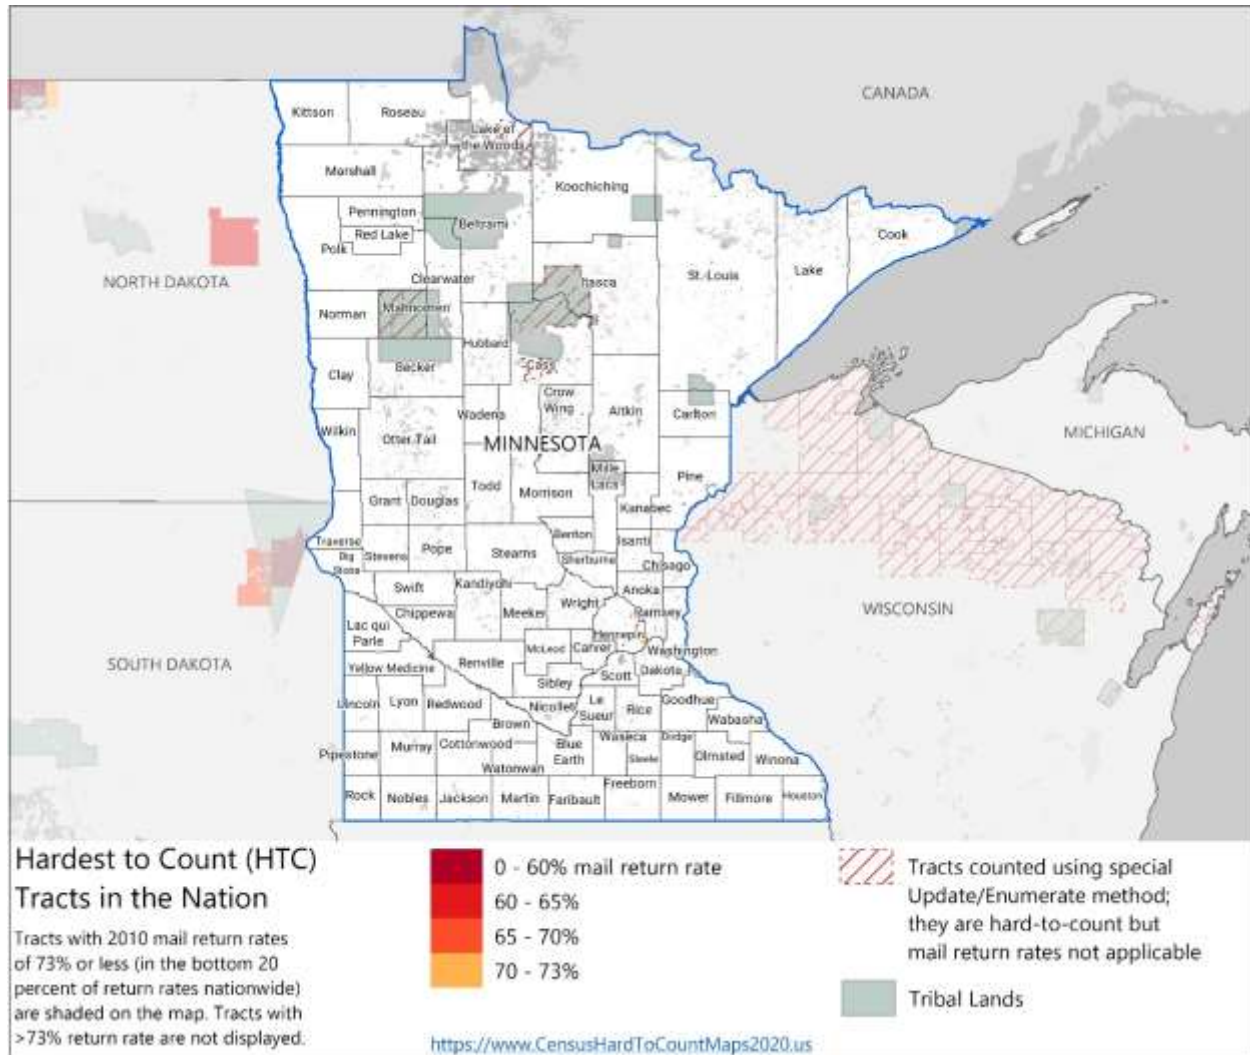 CANADA
Kittson
Roseau
Lake of
the Woods
Marshall
Koochiching
Pennington
Beltrami
Red Lake
Cook
Polk
NORTH DAKOTA
Clearwater
Itasca
St. Louis
Lake
Norman
Mahnomen
Hubbard
Becker
Cass
Clay
Crow
Wing
Wadena
Aitkin
Carlton
Wilkin
Otter Tail
MINNESOTA
MICHIGAN
Mille
Lacs
Pine
Todd
Grant
Douglas
Morrison
Kanabec
Benton
Traverse
Big
Stone
Stevens
Pope
Stearns
Isanti
Sherburne
Chisago
Swift
Kandiyohi
Anoka
Wright
WISCONSIN
Chippewa
Meeker
Ramsey
Lac qui
Parle
Hennepin
McLeod
Carver
Washington
SOUTH DAKOTA
Yellow Medicine
Renville
Scott
Dakota
Sibley
Lincoln
Lyon
Redwood
Nicollet
Le
Sueur
Rice
Goodhue
Wabasha
Brown
Pipestone
Murray
Cottonwood
Watonwan
Blue
Earth
Waseca
Steele
Dodge
Olmsted
Winona
Rock
Nobles
Jackson
Martin
Faribault
Freeborn
Mower
Fillmore
Houston
Hardest to Count (HTC)
Tracts in the Nation
Tracts with 2010 mail return rates
of 73% or less (in the bottom 20
percent of return rates nationwide)
are shaded on the map. Tracts with
>73% return rate are not displayed.
0 - 60% mail return rate
60 - 65%
65 - 70%
70 - 73%
https://www.CensusHardToCountMaps2020.us
Tracts counted using special
Update/Enumerate method;
they are hard-to-count but
mail return rates not applicable
Tribal Lands